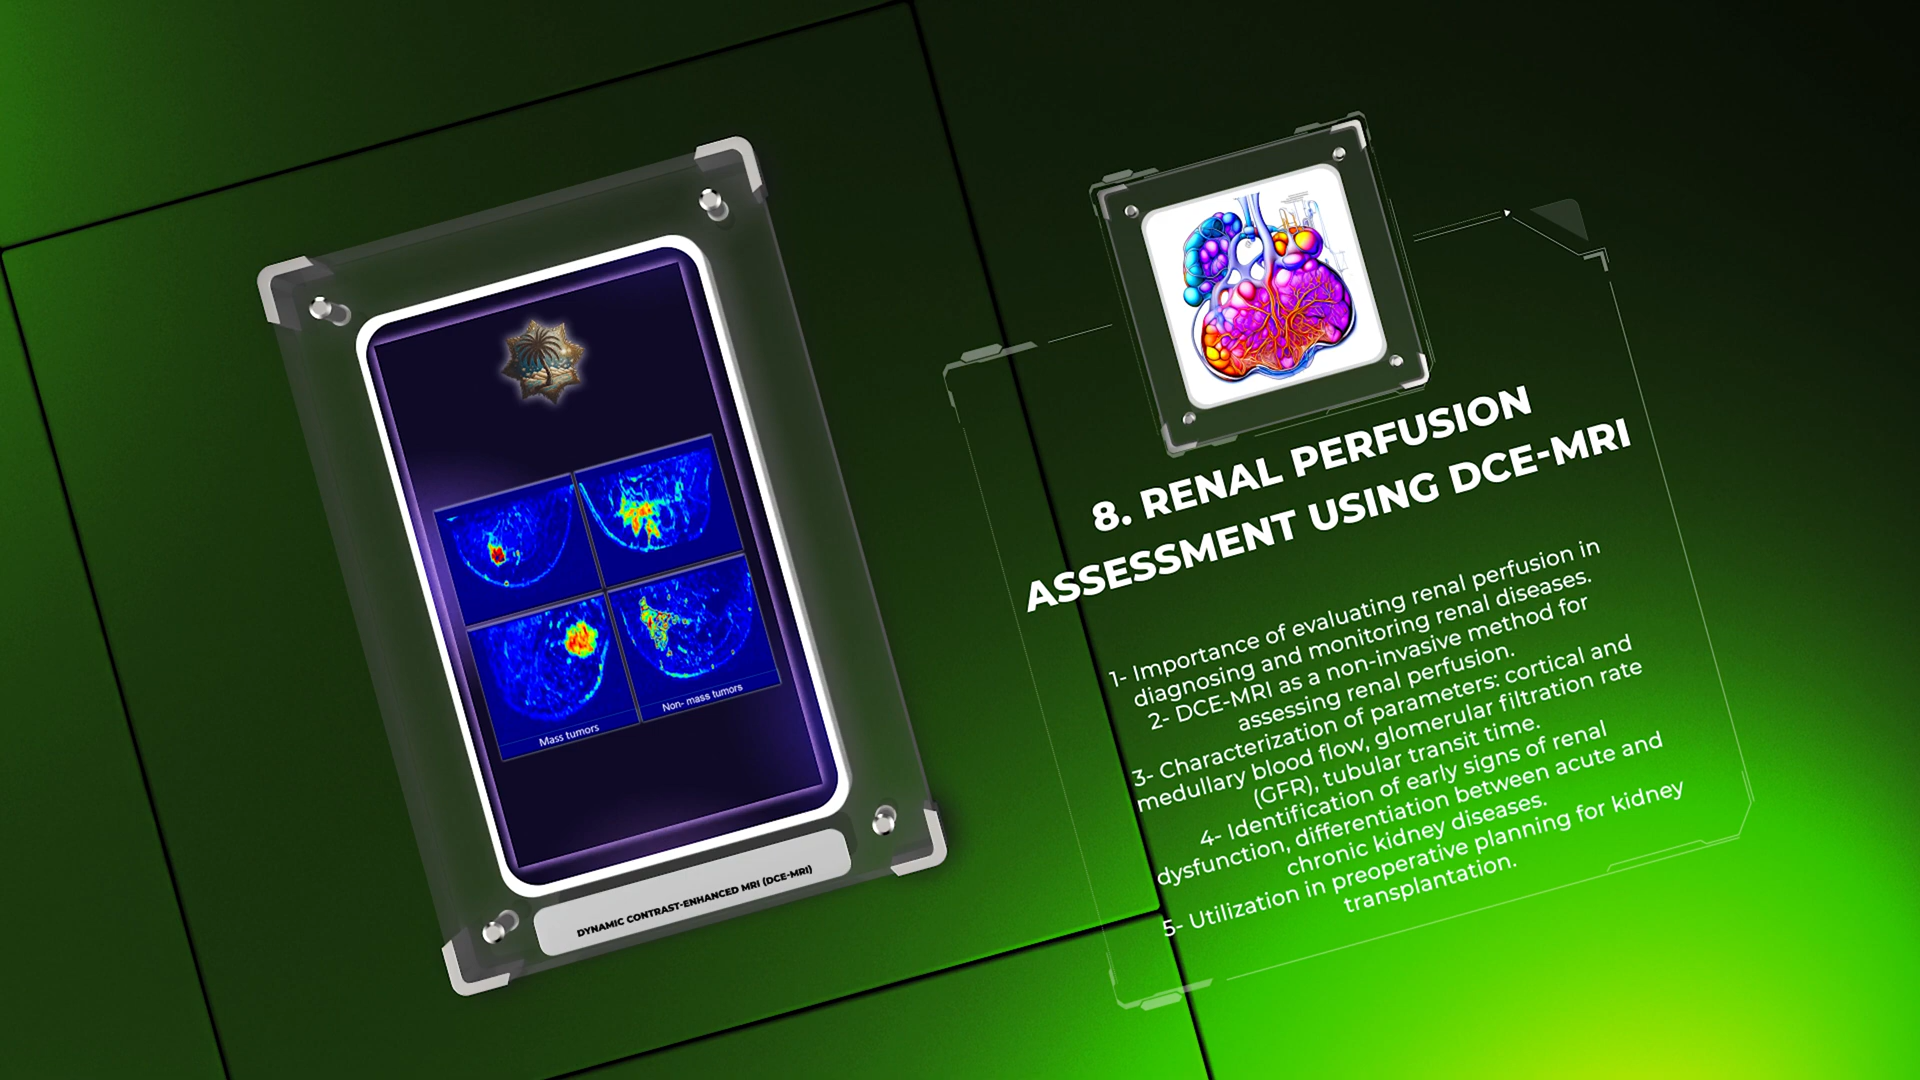 Mass tumors
Non- mass tumors
DYNAMIC CONTRAST-ENHANCED MRI (DCE-MRI)
8. RENAL PERFUSION
ASSESSMENT USING DCE-MRI
1- Importance of evaluating renal perfusion in
diagnosing and monitoring renal diseases.
2- DCE-MRI as a non-invasive method for
assessing renal perfusion.
3- Characterization of parameters: cortical and
medullary blood flow, glomerular filtration rate
(GFR), tubular transit time.
4- Identification of early signs of renal
dysfunction, differentiation between acute and
chronic kidney diseases.
5- Utilization in preoperative planning for kidney
transplantation.